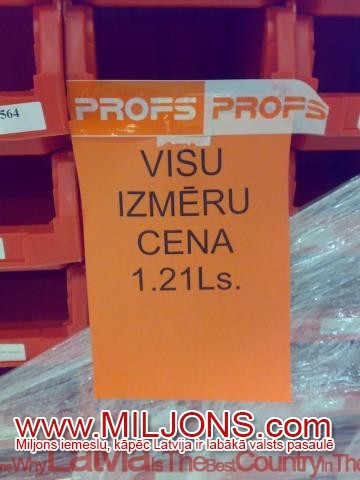 564
PROFS PROFS
VISU
IZMĒRU
CENA
1.21Ls.
www.MILJONS.com
Miljons iemeslu, kāpēc Latvija ir labākā valsts pasaulē
Why Latvia Is The Best Country In The